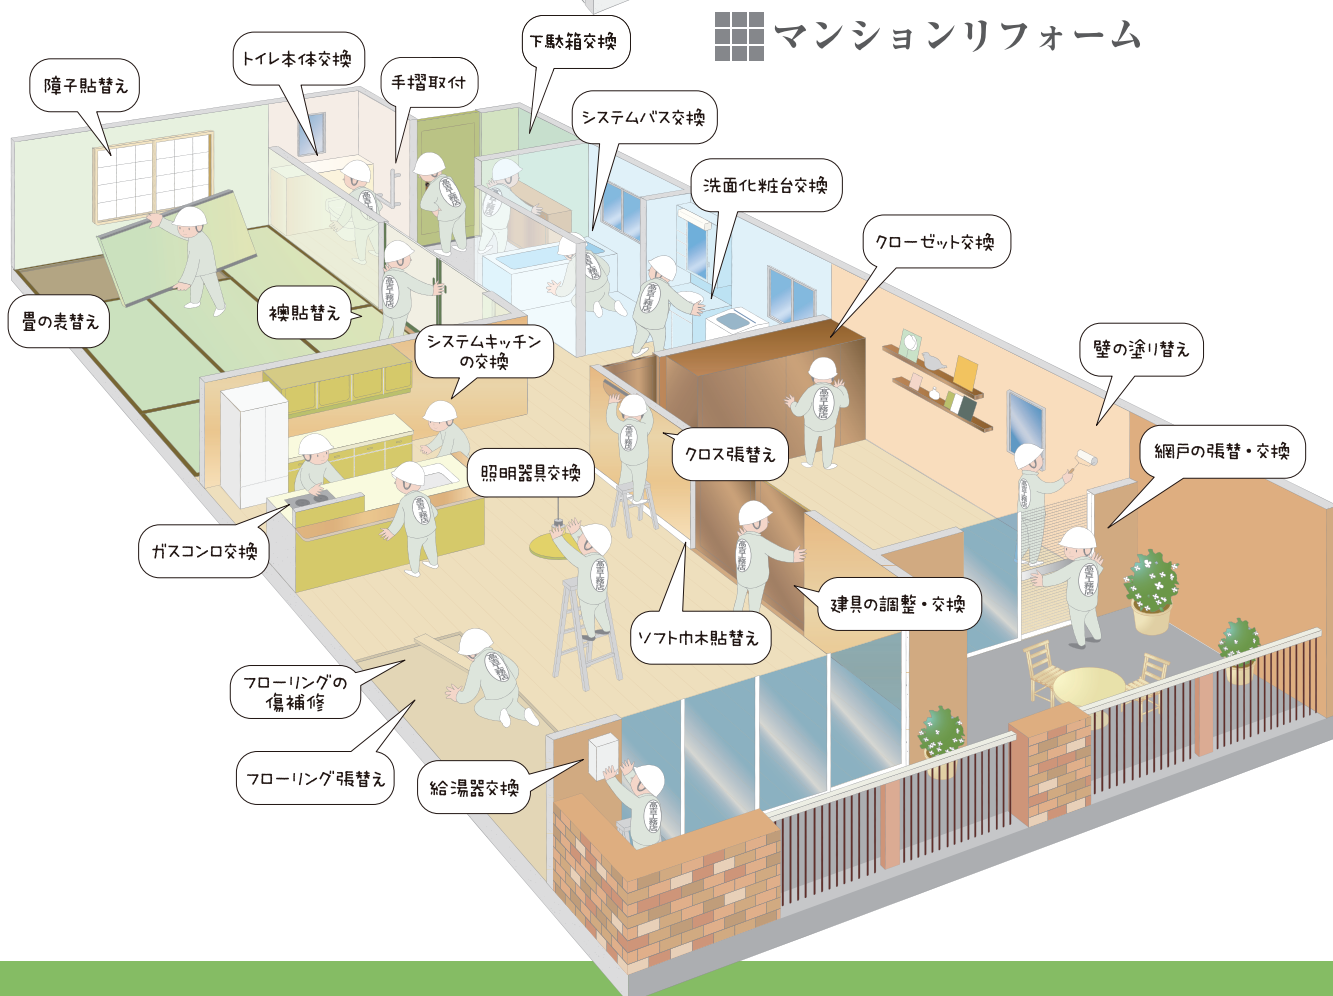 マンションリフォーム
下駄箱交換
トイレ本体交換
手摺取付
障子貼替え
システムバス交換
洗面化粧台交換
クローゼット交換
畳の表替え
襖貼替え
システムキッチン
の交換
壁の塗り替え
網戸の張替・交換
クロス張替え
照明器具交換
ガスコンロ交換
建具の調整・交換
ソフト巾木貼替え
フローリングの
傷補修
フローリング張替え
給湯器交換